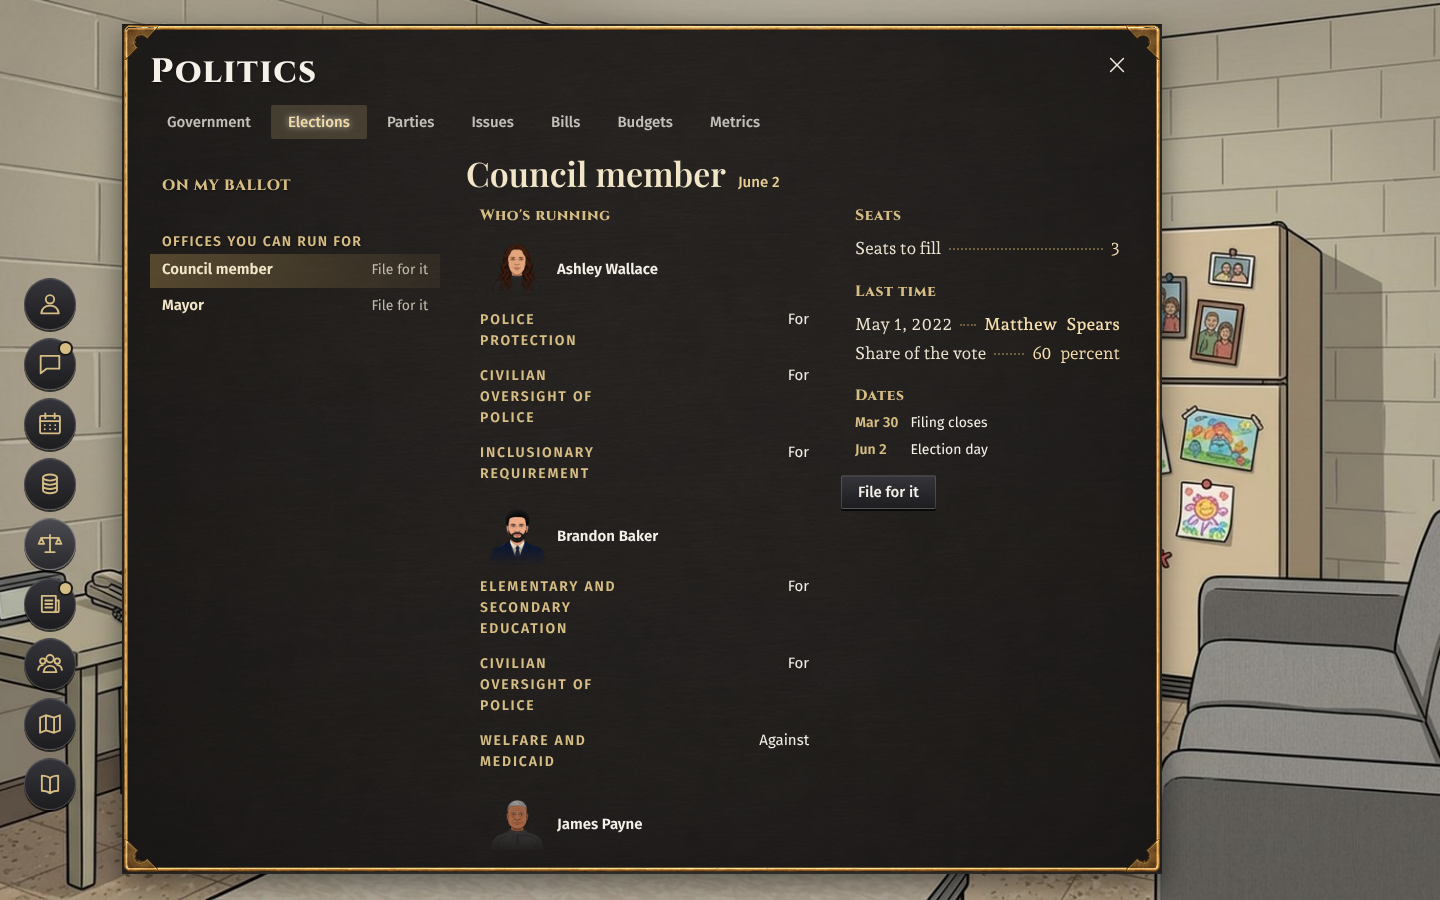 Politics
Government Elections Parties Issues Bills Budgets Metrics
On my ballot
OFFICES YOU CAN RUN FOR
Council member File for it
Mayor File for it
Council member June 2
Who's running
Ashley Wallace
POLICE
PROTECTION
For
CIVILIAN
OVERSIGHT OF
POLICE
For
INCLUSIONARY
REQUIREMENT
For
Brandon Baker
ELEMENTARY AND
SECONDARY
EDUCATION
For
CIVILIAN
OVERSIGHT OF
POLICE
For
WELFARE AND
MEDICAID
Against
James Payne
Seats
Seats to fill 3
Last time
May 1, 2022 Matthew Spears
Share of the vote 60 percent
Dates
Mar 30 Filing closes
Jun 2 Election day
File for it